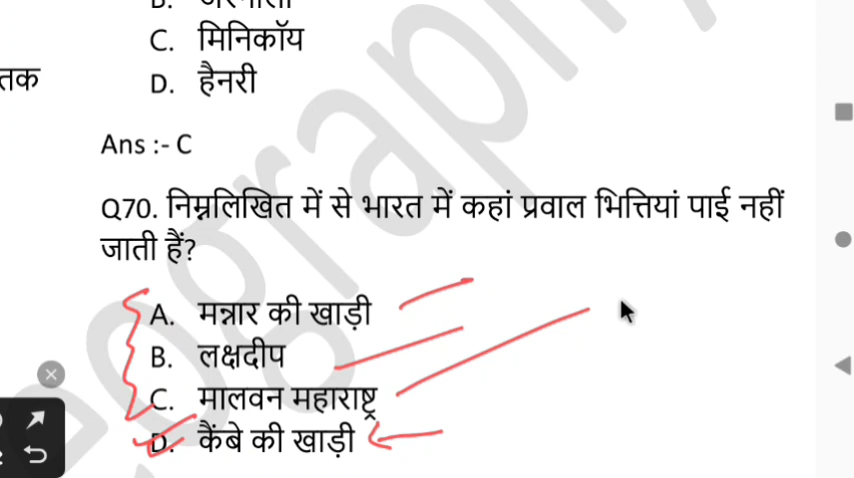 C. मिनिकॉय
तक
D. हैनरी
Ans :- C
Q70. निम्नलिखित में से भारत में कहां प्रवाल भित्तियां पाई नहीं
जाती हैं?
A. मन्नार की खाड़ी
B. लक्षदीप
C. मालवन महाराष्ट्र
D. कैंबे की खाड़ी